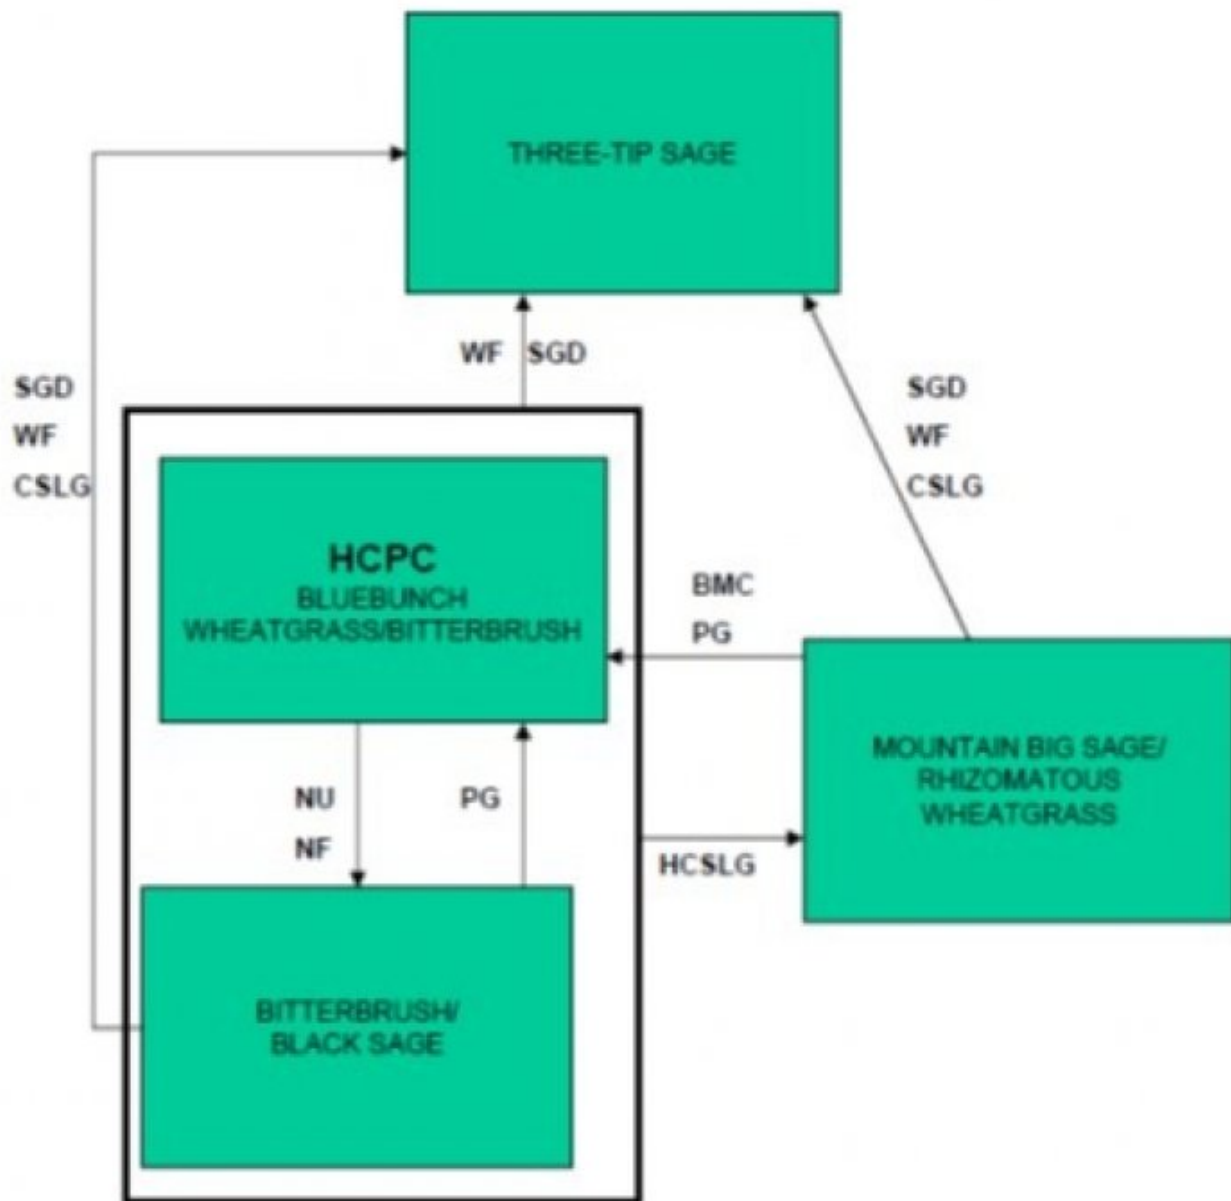 THREE-TIP SAGE
WF SGD
SGD
WF
CSLG
SGD
WF
CSLG
HCPC
BLUEBUNCH
WHEATGRASS/BITTERBRUSH
BMC
PG
MOUNTAIN BIG SAGE/
RHIZOMATOUS
WHEATGRASS
NU
NF
PG
HCSLG
BITTERBRUSH/
BLACK SAGE